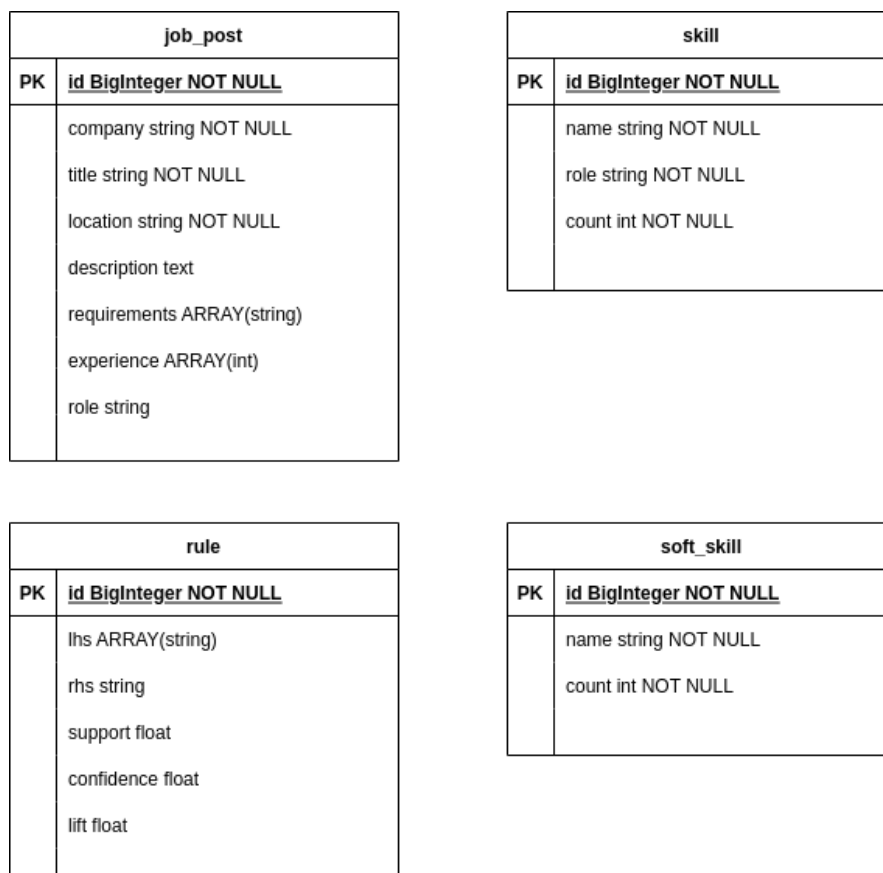 job_post
PK id BigInteger NOT NULL
company string NOT NULL
title string NOT NULL
location string NOT NULL
description text
requirements ARRAY(string)
experience ARRAY(int)
role string
skill
PK id BigInteger NOT NULL
name string NOT NULL
role string NOT NULL
count int NOT NULL
rule
PK id BigInteger NOT NULL
lhs ARRAY(string)
rhs string
support float
confidence float
lift float
soft_skill
PK id BigInteger NOT NULL
name string NOT NULL
count int NOT NULL